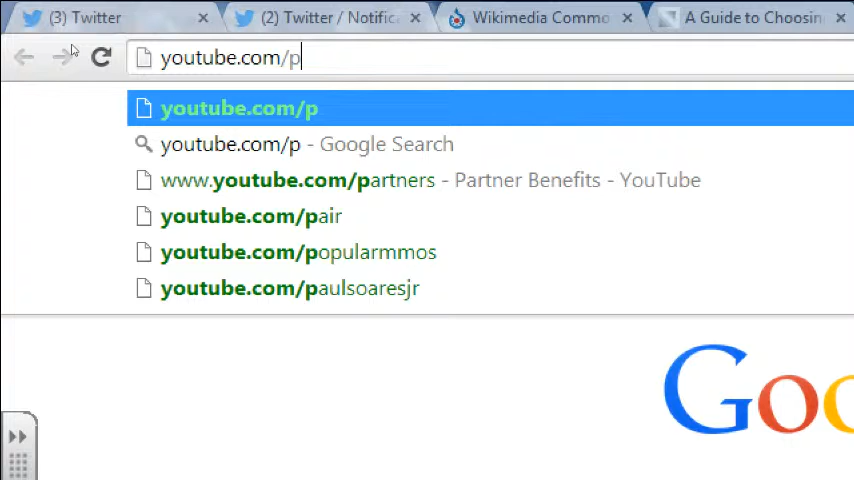 (3) Twitter
(2) Twitter / Notifica
Wikimedia Commo
A Guide to Choosin
youtube.com/p
youtube.com/p
youtube.com/p - Google Search
www.youtube.com/partners - Partner Benefits - YouTube
youtube.com/pair
youtube.com/popularmmos
youtube.com/paulsoaresjr
Goo